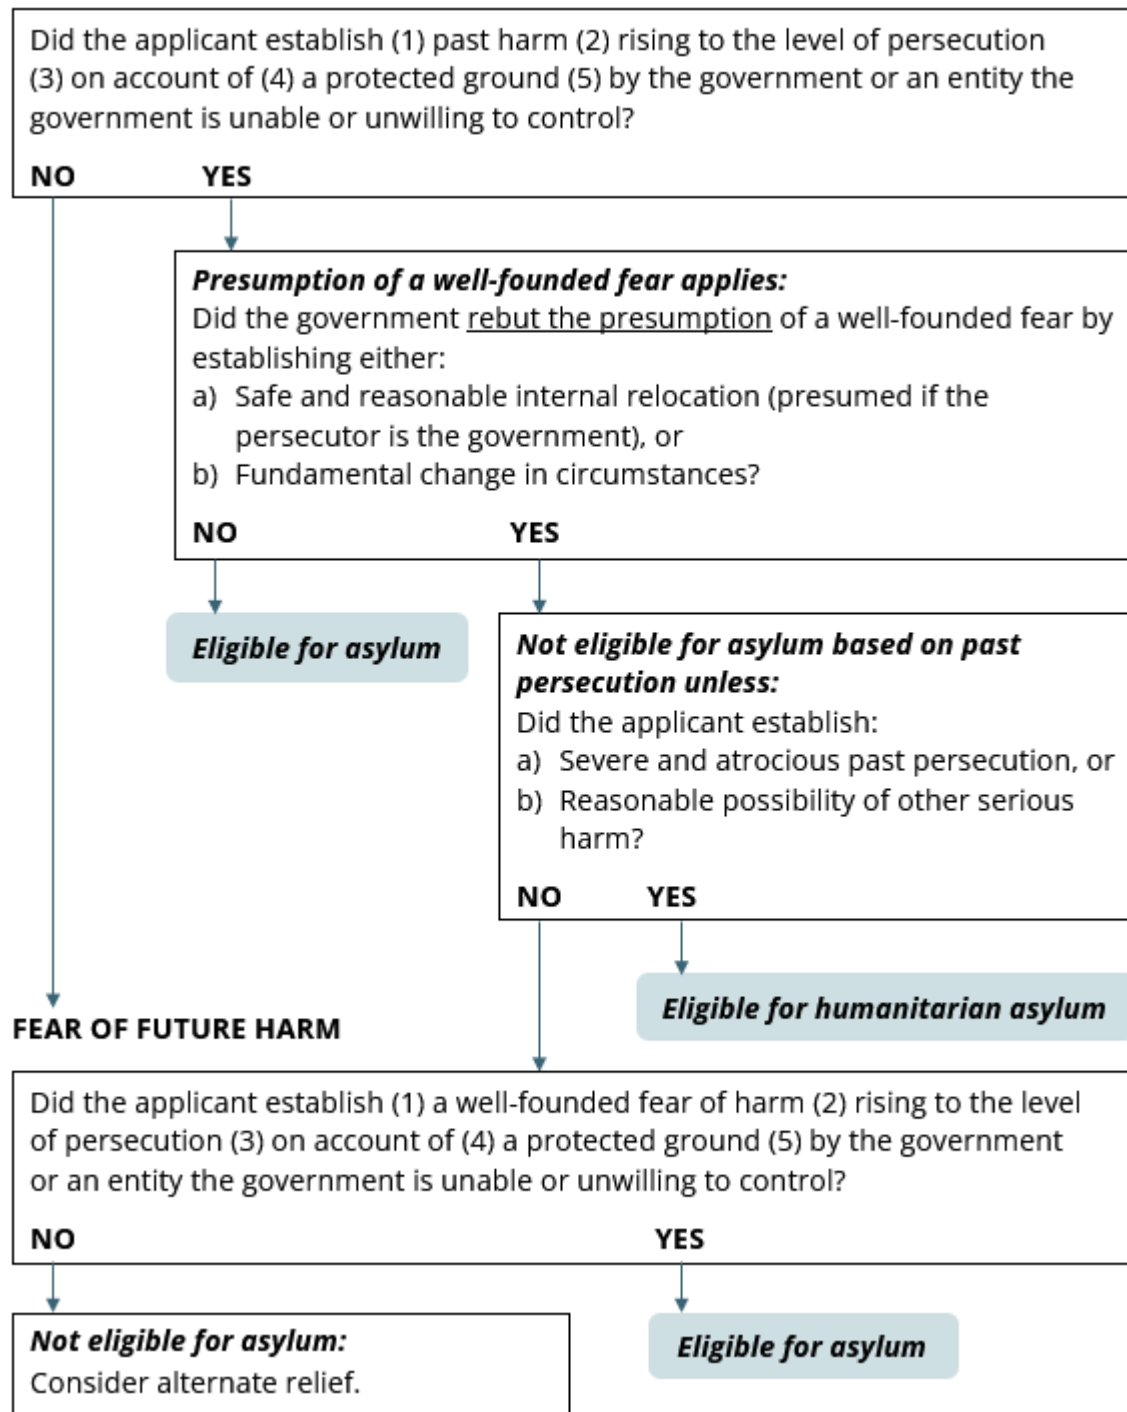 Did the applicant establish (1) past harm (2) rising to the level of persecution
(3) on account of (4) a protected ground (5) by the government or an entity the
government is unable or unwilling to control?
NO YES
Presumption of a well-founded fear applies:
Did the government rebut the presumption of a well-founded fear by
establishing either:
a) Safe and reasonable internal relocation (presumed if the
persecutor is the government), or
b) Fundamental change in circumstances?
NO YES
Eligible for asylum
Not eligible for asylum based on past
persecution unless:
Did the applicant establish:
a) Severe and atrocious past persecution, or
b) Reasonable possibility of other serious
harm?
NO YES
Eligible for humanitarian asylum
FEAR OF FUTURE HARM
Did the applicant establish (1) a well-founded fear of harm (2) rising to the level
of persecution (3) on account of (4) a protected ground (5) by the government
or an entity the government is unable or unwilling to control?
NO YES
Not eligible for asylum:
Consider alternate relief.
Eligible for asylum